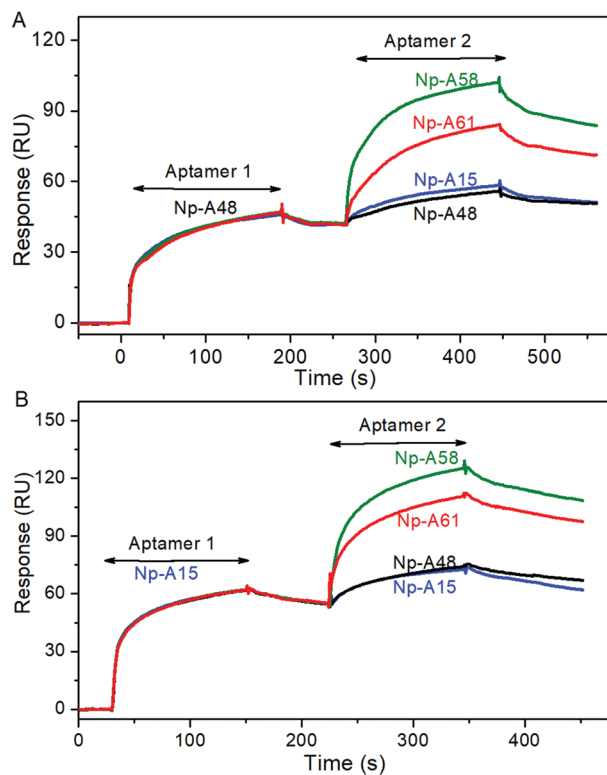 A
120
90
60
30
0
Response (RU)
Aptamer 1
Np-A48
Aptamer 2
Np-A58
Np-A61
Np-A15
Np-A48
0 100 200 300 400 500
Time (s)
B
150
120
90
60
30
0
Response (RU)
Aptamer 1
Np-A15
Aptamer 2
Np-A58
Np-A61
Np-A48
Np-A15
0 100 200 300 400
Time (s)